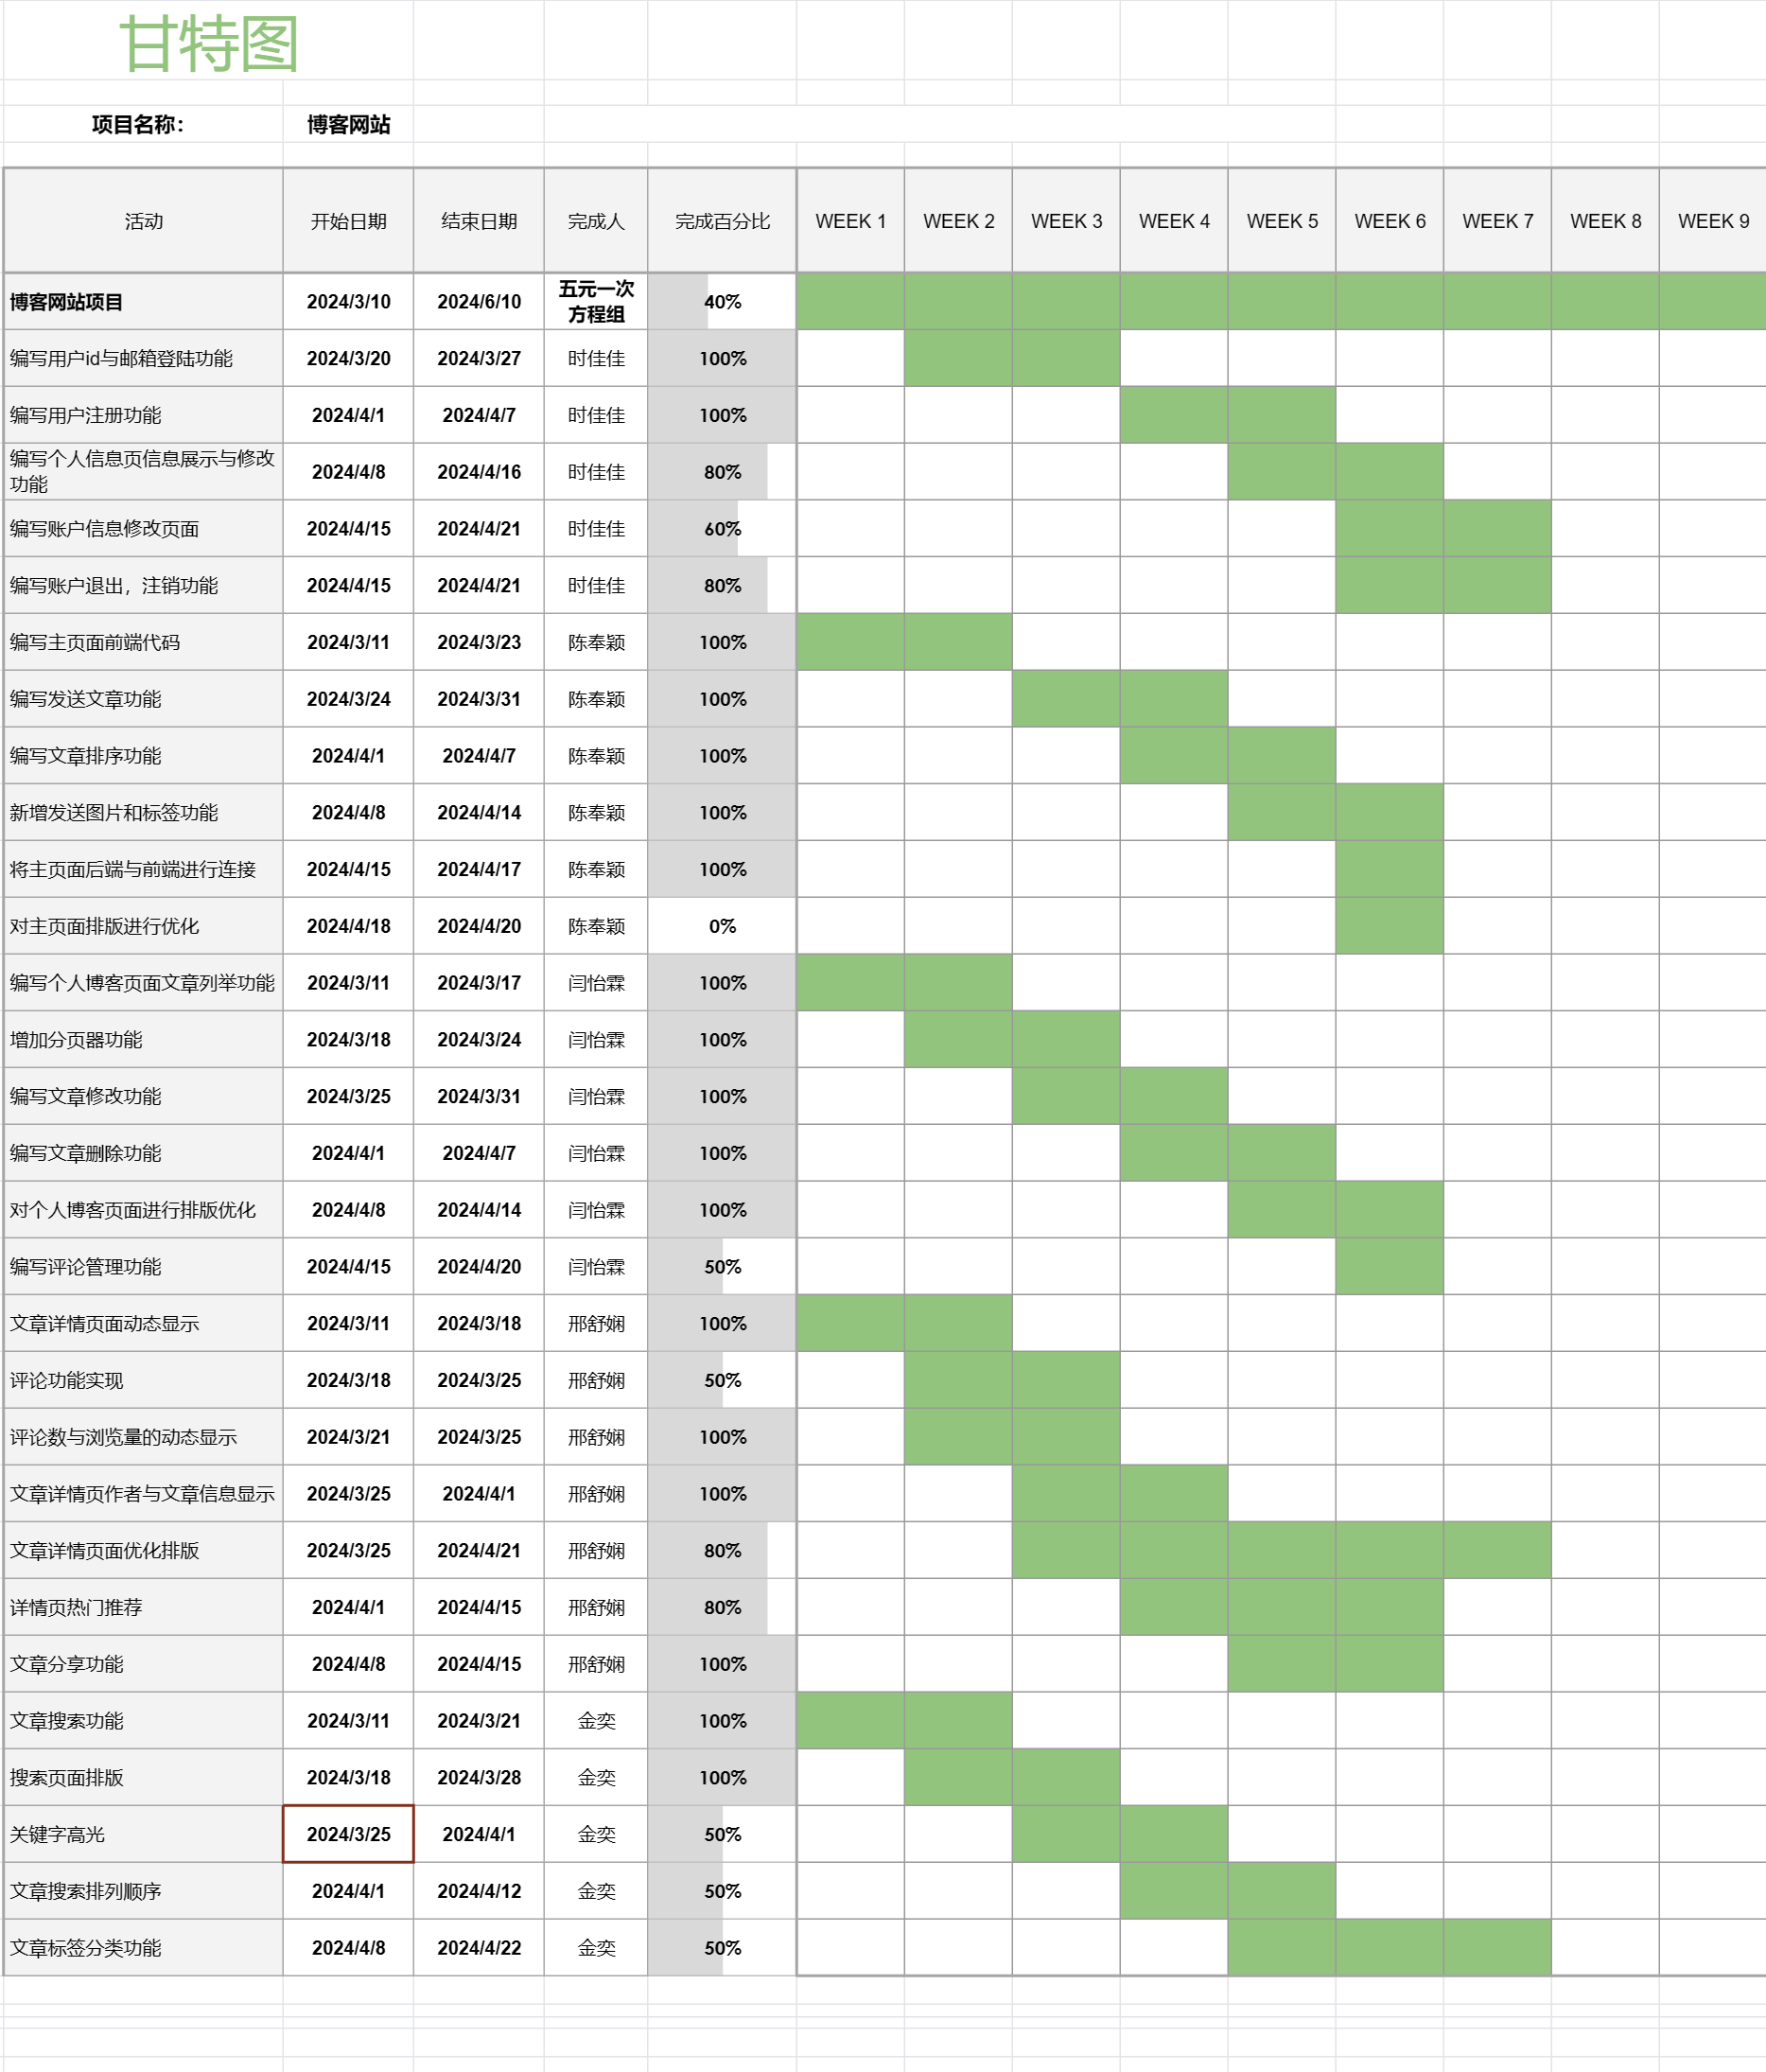 甘特图
项目名称： 博客网站
活动 开始日期 结束日期 完成人 完成百分比 WEEK 1 WEEK 2 WEEK 3 WEEK 4 WEEK 5 WEEK 6 WEEK 7 WEEK 8 WEEK 9
博客网站项目 2024/3/10 2024/6/10 五元一次方程组 40%
编写用户id与邮箱登陆功能 2024/3/20 2024/3/27 时佳佳 100%
编写用户注册功能 2024/4/1 2024/4/7 时佳佳 100%
编写个人信息页信息展示与修改功能 2024/4/8 2024/4/16 时佳佳 80%
编写账户信息修改页面 2024/4/15 2024/4/21 时佳佳 60%
编写账户退出，注销功能 2024/4/15 2024/4/21 时佳佳 80%
编写主页面前端代码 2024/3/11 2024/3/23 陈奉颖 100%
编写发送文章功能 2024/3/24 2024/3/31 陈奉颖 100%
编写文章排序功能 2024/4/1 2024/4/7 陈奉颖 100%
新增发送图片和标签功能 2024/4/8 2024/4/14 陈奉颖 100%
将主页面后端与前端进行连接 2024/4/15 2024/4/17 陈奉颖 100%
对主页面排版进行优化 2024/4/18 2024/4/20 陈奉颖 0%
编写个人博客页面文章列举功能 2024/3/11 2024/3/17 闫怡霖 100%
增加分页器功能 2024/3/18 2024/3/24 闫怡霖 100%
编写文章修改功能 2024/3/25 2024/3/31 闫怡霖 100%
编写文章删除功能 2024/4/1 2024/4/7 闫怡霖 100%
对个人博客页面进行排版优化 2024/4/8 2024/4/14 闫怡霖 100%
编写评论管理功能 2024/4/15 2024/4/20 闫怡霖 50%
文章详情页面动态显示 2024/3/11 2024/3/18 邢舒娴 100%
评论功能实现 2024/3/18 2024/3/25 邢舒娴 50%
评论数与浏览量的动态显示 2024/3/21 2024/3/25 邢舒娴 100%
文章详情页作者与文章信息显示 2024/3/25 2024/4/1 邢舒娴 100%
文章详情页面优化排版 2024/3/25 2024/4/21 邢舒娴 80%
详情页热门推荐 2024/4/1 2024/4/15 邢舒娴 80%
文章分享功能 2024/4/8 2024/4/15 邢舒娴 100%
文章搜索功能 2024/3/11 2024/3/21 金奕 100%
搜索页面排版 2024/3/18 2024/3/28 金奕 100%
关键字高光 2024/3/25 2024/4/1 金奕 50%
文章搜索排列顺序 2024/4/1 2024/4/12 金奕 50%
文章标签分类功能 2024/4/8 2024/4/22 金奕 50%